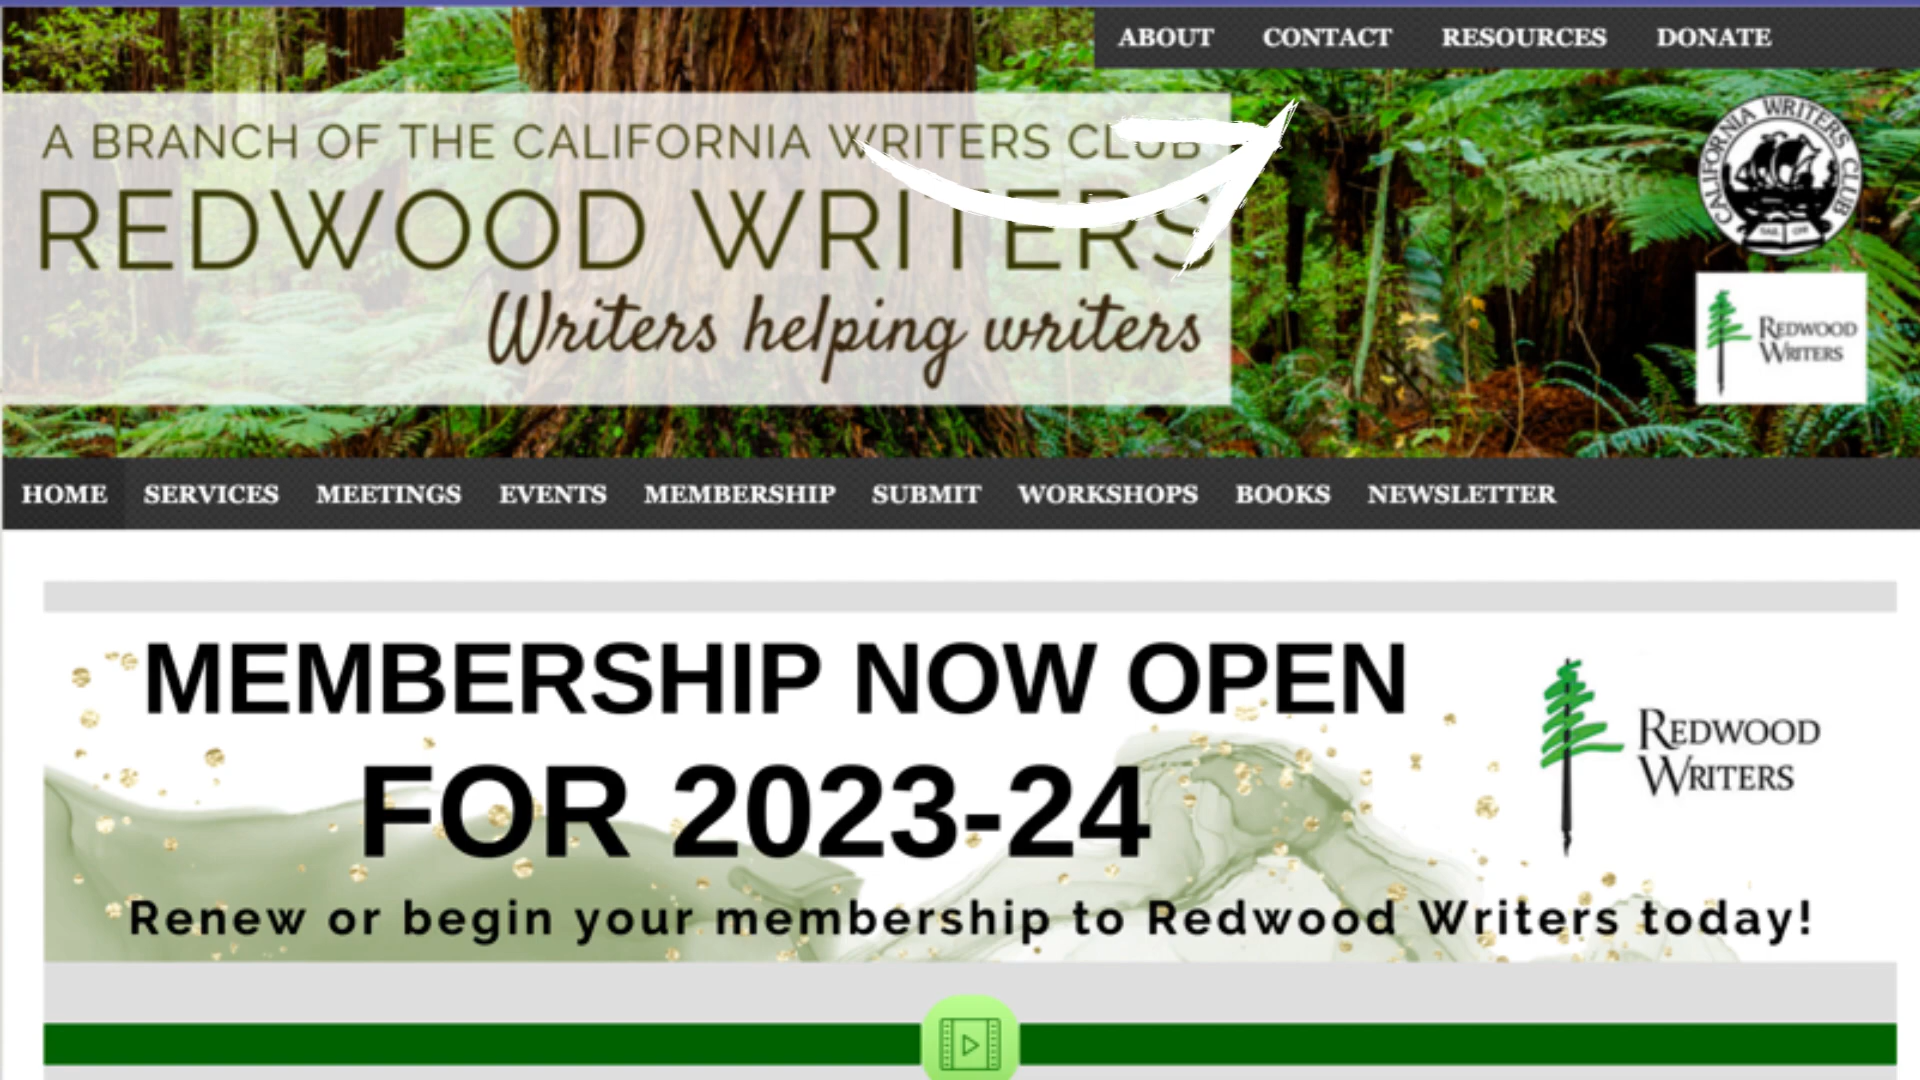 ABOUT CONTACT RESOURCES DONATE
A BRANCH OF THE CALIFORNIA WRITERS CLUB
REDWOOD WRITERS
Writers helping writers
CALIFORNIA WRITERS CLUB
SAIL ON!
REDWOOD
WRITERS
HOME SERVICES MEETINGS EVENTS MEMBERSHIP SUBMIT WORKSHOPS BOOKS NEWSLETTER
MEMBERSHIP NOW OPEN
FOR 2023-24
REDWOOD
WRITERS
Renew or begin your membership to Redwood Writers today!